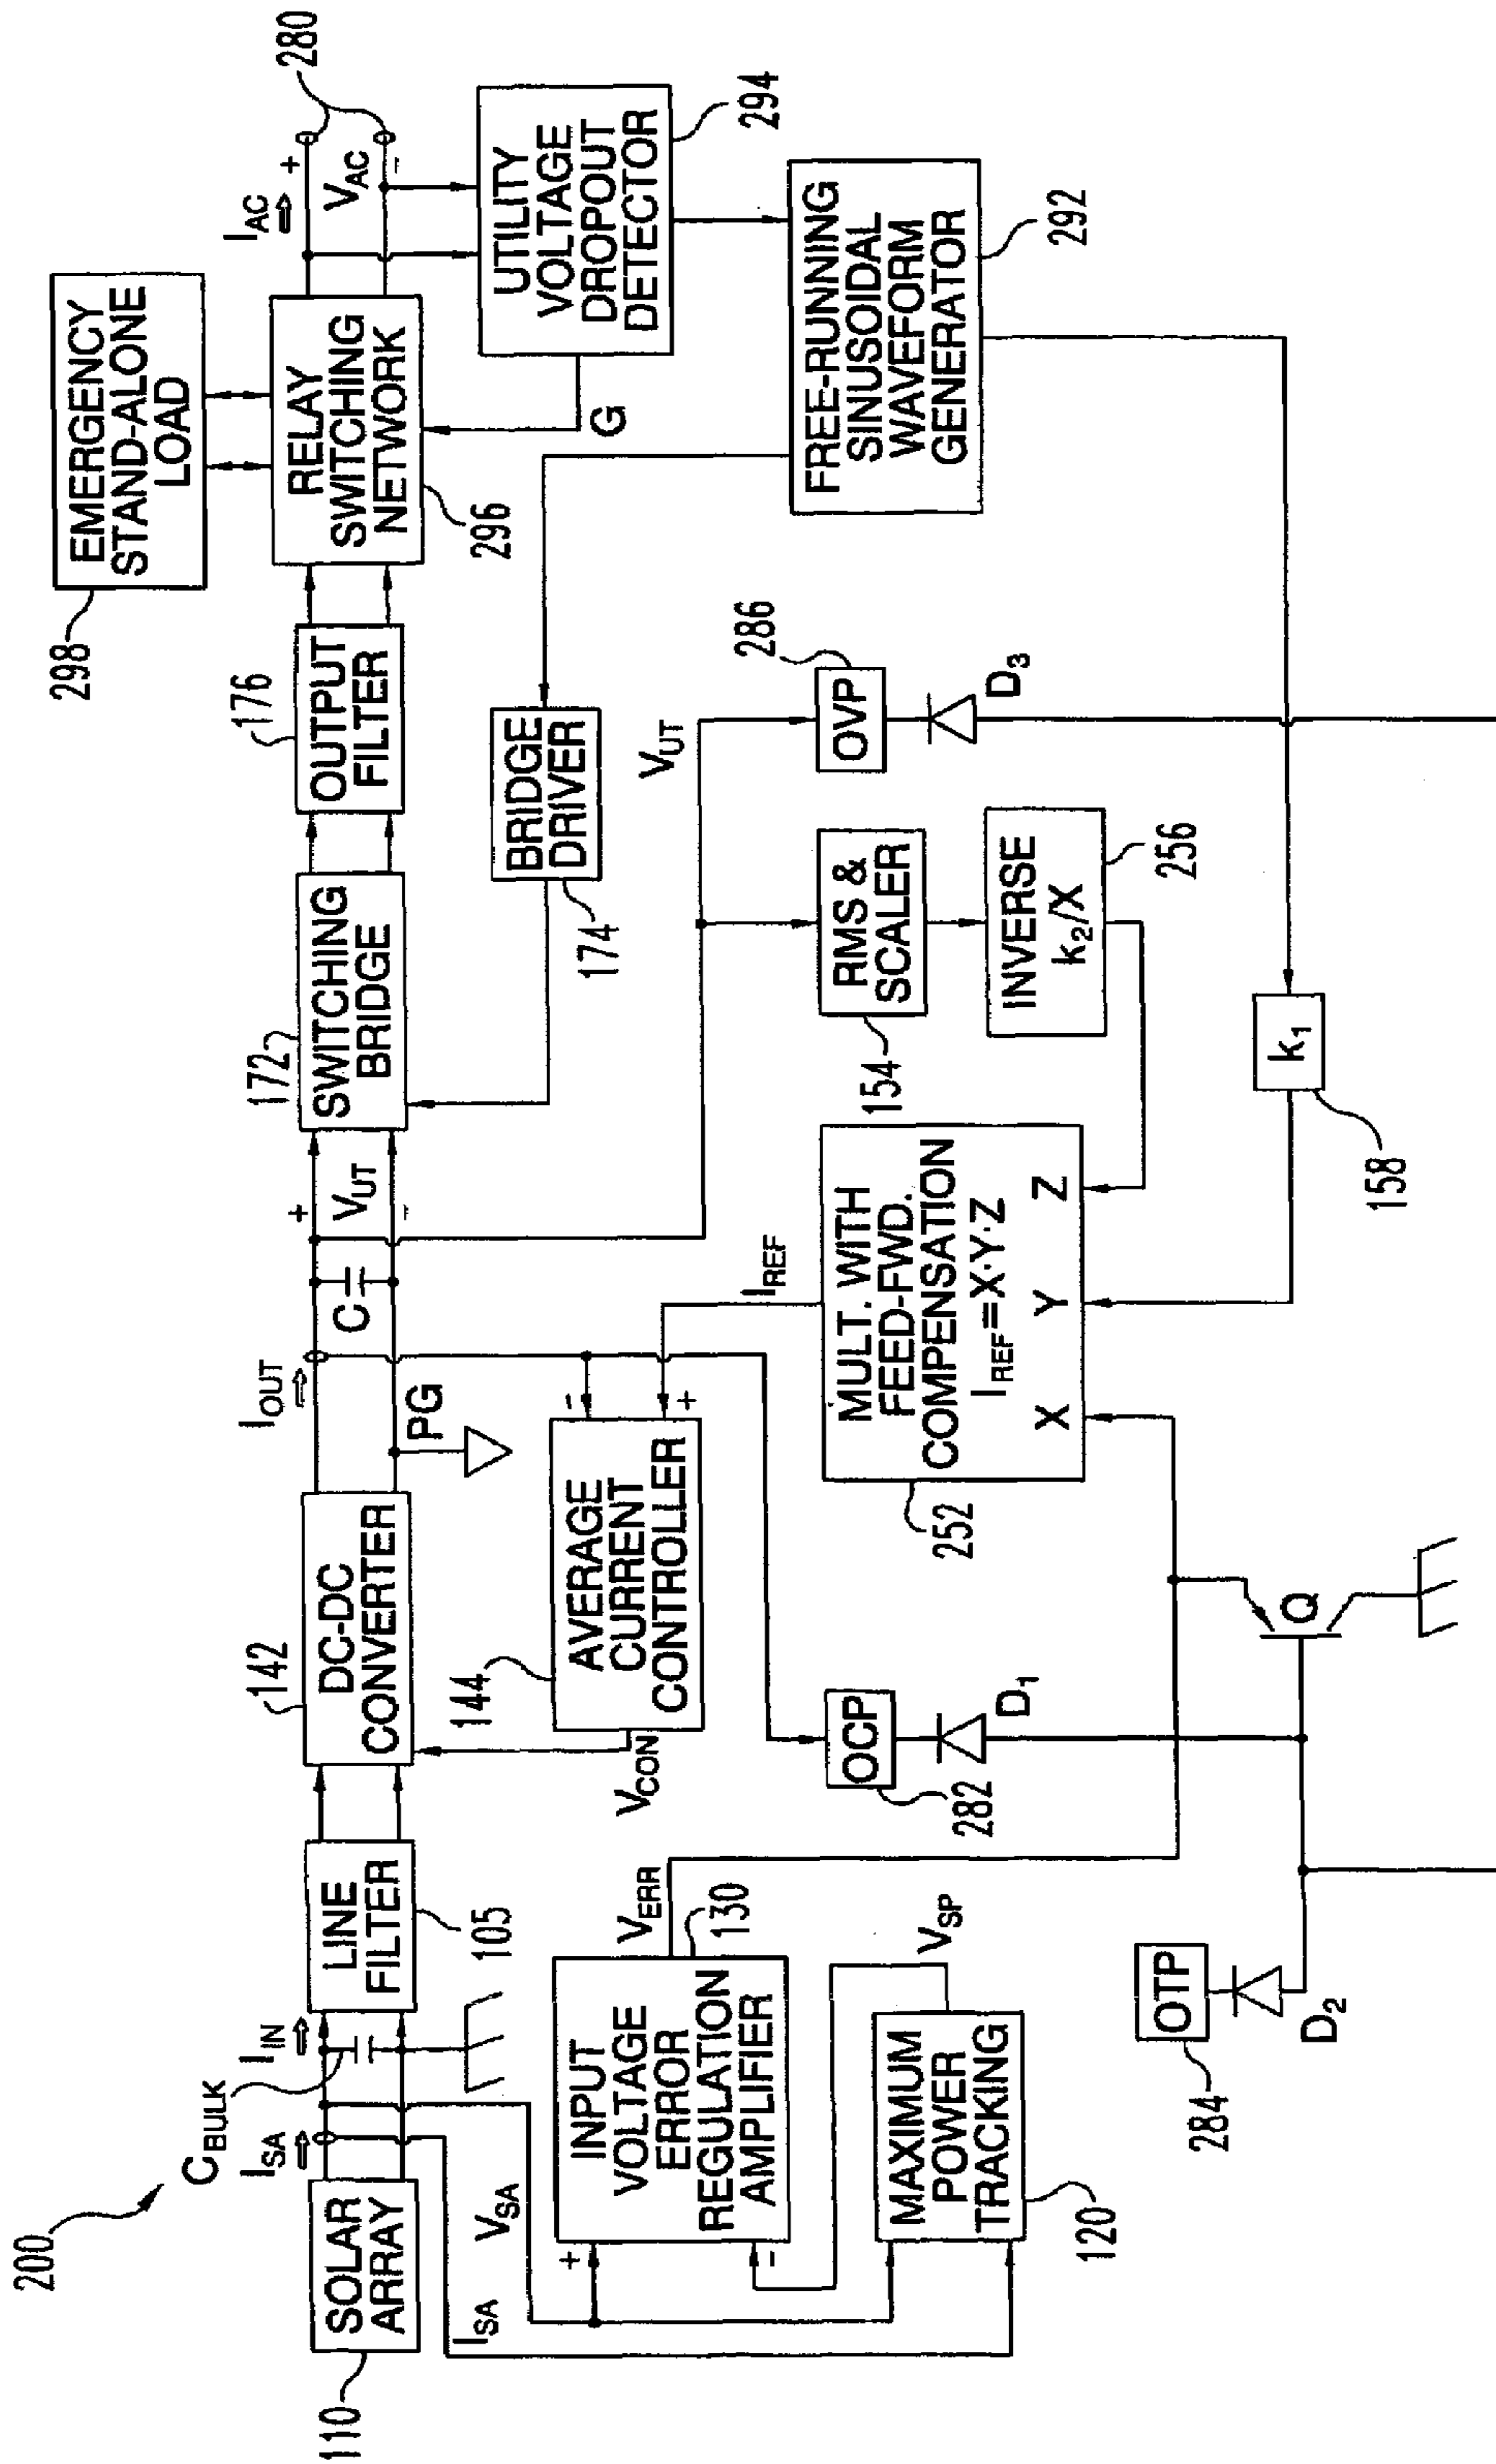 200
110
SOLAR
ARRAY
I_SA
C_BULK
I_IN
LINE
FILTER
105
142
DC-DC
CONVERTER
I_OUT
PG
C
+
V_UT
-
172
SWITCHING
BRIDGE
176
OUTPUT
FILTER
298
EMERGENCY
STAND-ALONE
LOAD
RELAY
SWITCHING
NETWORK
296
I_AC
+
V_AC
-
280
G
UTILITY
VOLTAGE
DROPOUT
DETECTOR
294
FREE-RUNNING
SINUSOIDAL
WAVEFORM
GENERATOR
292
BRIDGE
DRIVER
174
V_UT
OVP
286
D_3
RMS &
SCALER
154
INVERSE
k_2/X
256
k_1
158
MULT. WITH
FEED-FWD.
COMPENSATION
I_REF=X·Y·Z
X
Y
Z
252
I_REF
-
+
AVERAGE
CURRENT
CONTROLLER
144
V_CON
OCP
282
D_1
Q
V_SA
I_SA
+
-
INPUT
VOLTAGE
ERROR
REGULATION
AMPLIFIER
V_ERR
130
V_SP
MAXIMUM
POWER
TRACKING
120
OTP
284
D_2